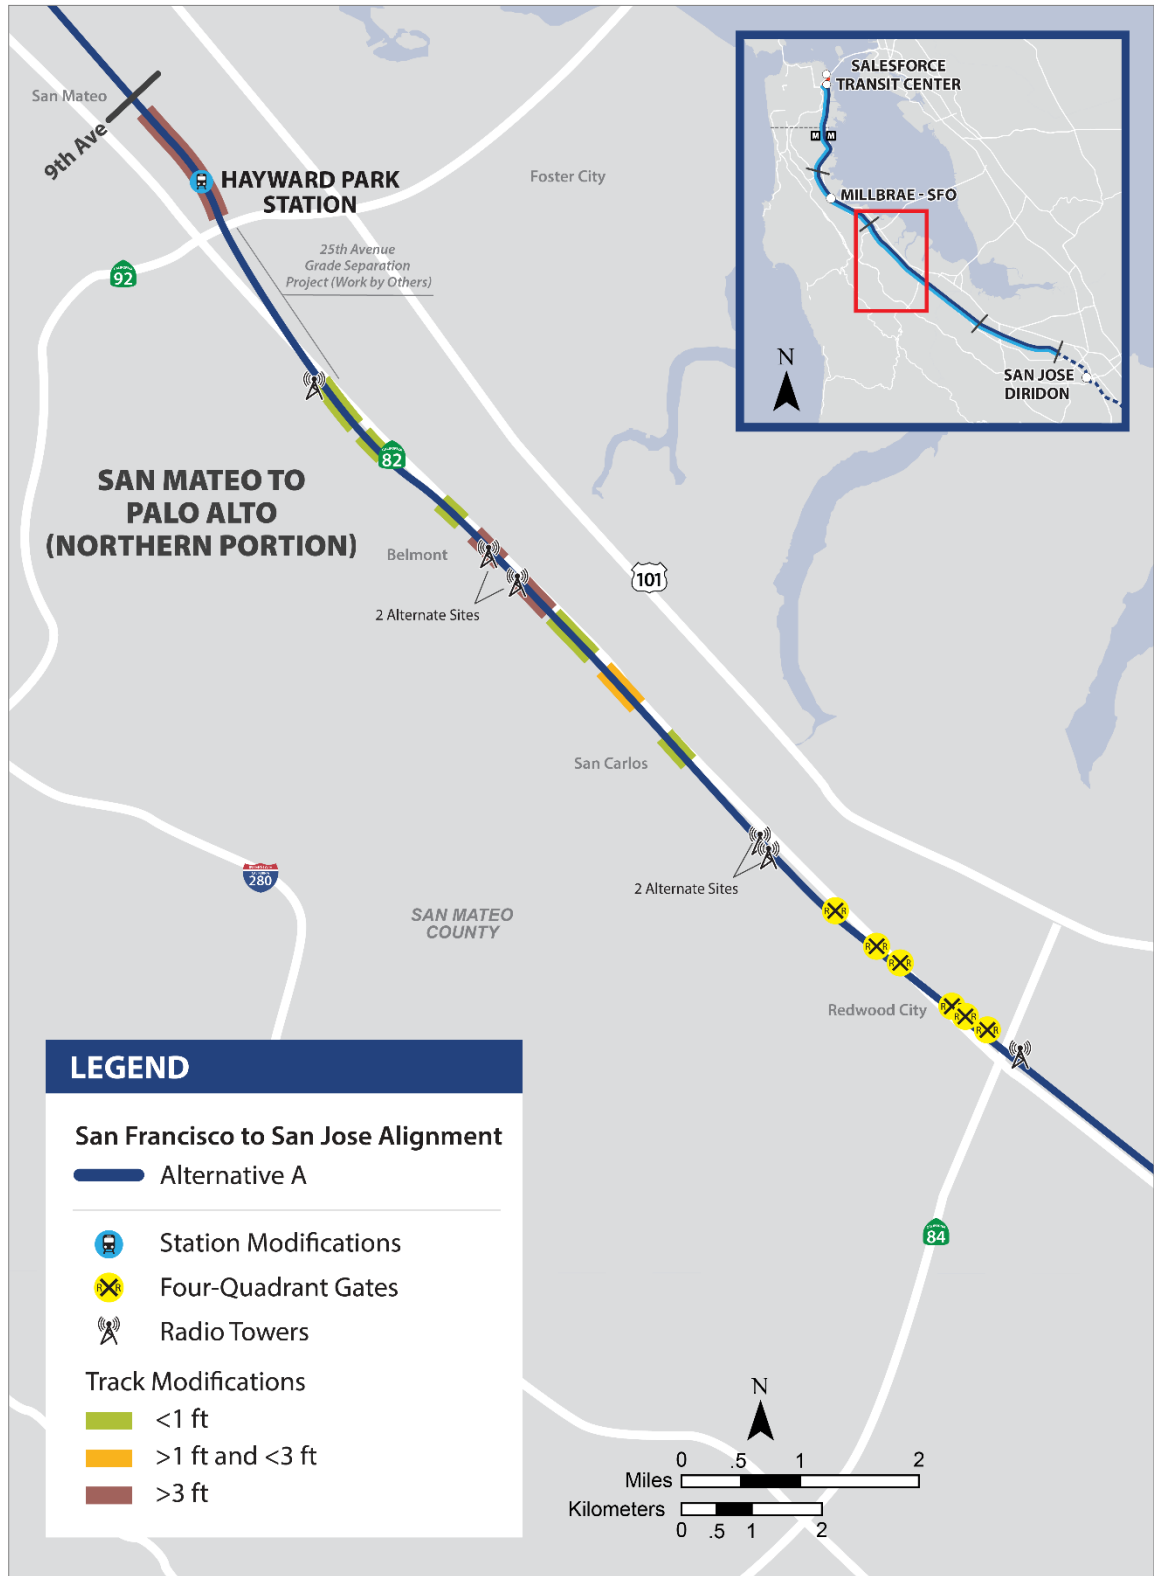 San Mateo
9th Ave
HAYWARD PARK
STATION
Foster City
25th Avenue
Grade Separation
Project (Work by Others)
92
SALESFORCE
TRANSIT CENTER
M M
MILLBRAE - SFO
N
SAN JOSE
DIRIDON
82
SAN MATEO TO
PALO ALTO
(NORTHERN PORTION)
Belmont
101
2 Alternate Sites
San Carlos
2 Alternate Sites
280
SAN MATEO
COUNTY
R R
R R
R R
Redwood City
R
R R
R R
84
LEGEND
San Francisco to San Jose Alignment
Alternative A
Station Modifications
R R
Four-Quadrant Gates
Radio Towers
Track Modifications
<1 ft
>1 ft and <3 ft
>3 ft
N
0 .5 1 2
Miles
Kilometers
0 .5 1 2